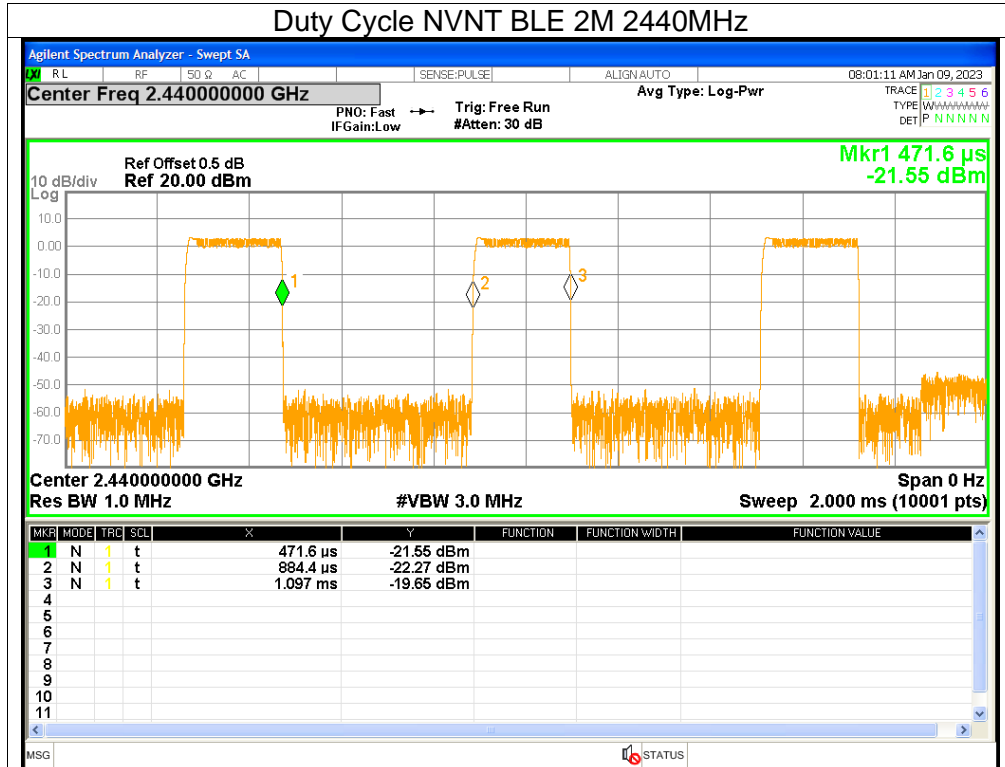 Duty Cycle NVNT BLE 2M 2440MHz
Agilent Spectrum Analyzer - Swept SA
LXI RL RF 50 Ω AC SENSE:PULSE ALIGN AUTO 08:01:11 AM Jan 09, 2023
Center Freq 2.440000000 GHz Avg Type: Log-Pwr TRACE 1 2 3 4 5 6
PNO: Fast Trig: Free Run TYPE WWWWWW
IFGain:Low #Atten: 30 dB DET P N N N N N
Mkr1 471.6 µs
-21.55 dBm
Ref Offset 0.5 dB
10 dB/div Ref 20.00 dBm
Log
10.0
0.00
-10.0
-20.0
-30.0
-40.0
-50.0
-60.0
-70.0
1
2
3
Center 2.440000000 GHz Span 0 Hz
Res BW 1.0 MHz #VBW 3.0 MHz Sweep 2.000 ms (10001 pts)
MKR MODE TRC SCL X Y FUNCTION FUNCTION WIDTH FUNCTION VALUE
1 N 1 t 471.6 µs -21.55 dBm
2 N 1 t 884.4 µs -22.27 dBm
3 N 1 t 1.097 ms -19.65 dBm
4
5
6
7
8
9
10
11
MSG STATUS